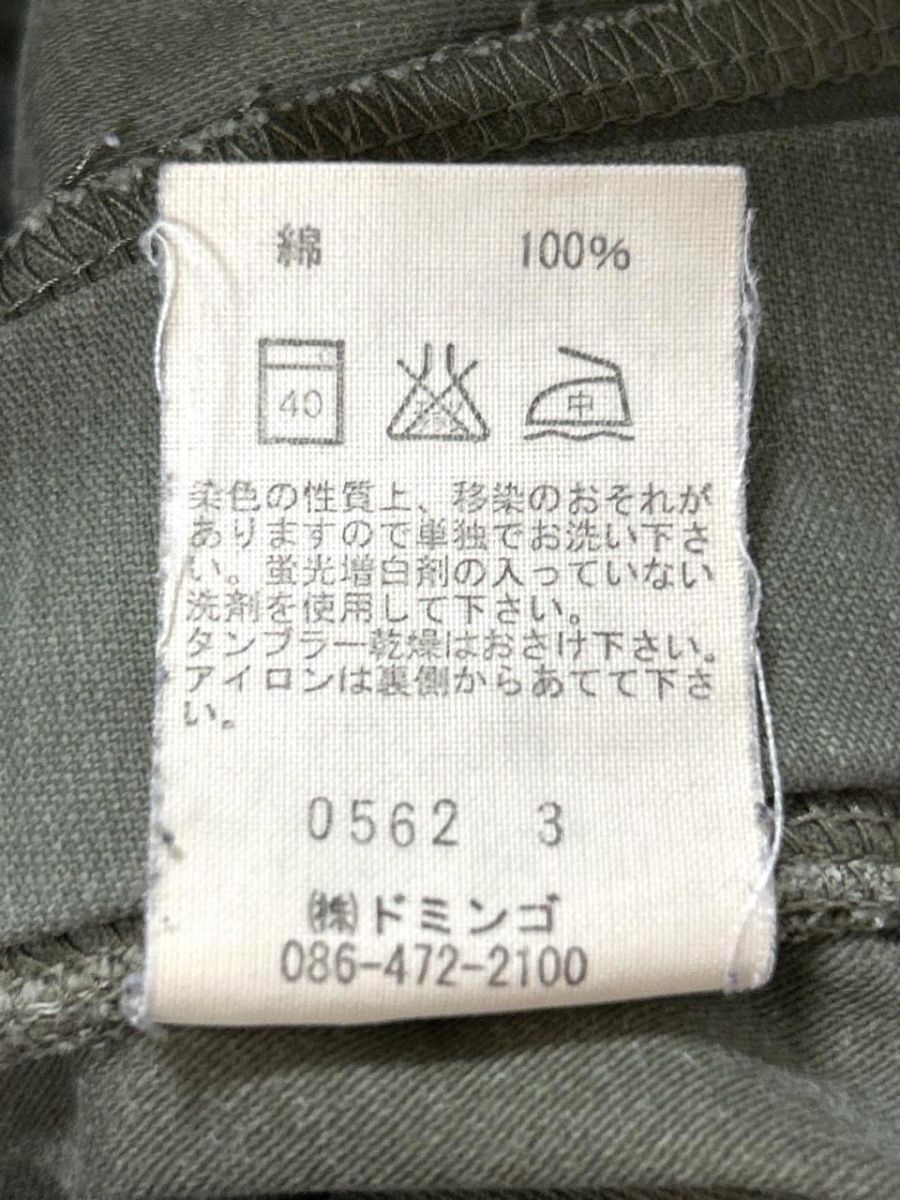 綿 100%
40
中
柔色の性質上、移染のおそれが
ありますので単独でお洗い下さ
い。蛍光増白剤の入っていない
洗剤を使用して下さい。
タンブラー乾燥はおさけ下さい。
アイロンは裏側からあてて下さ
い。
0562 3
㈱ドミンゴ
086-472-2100